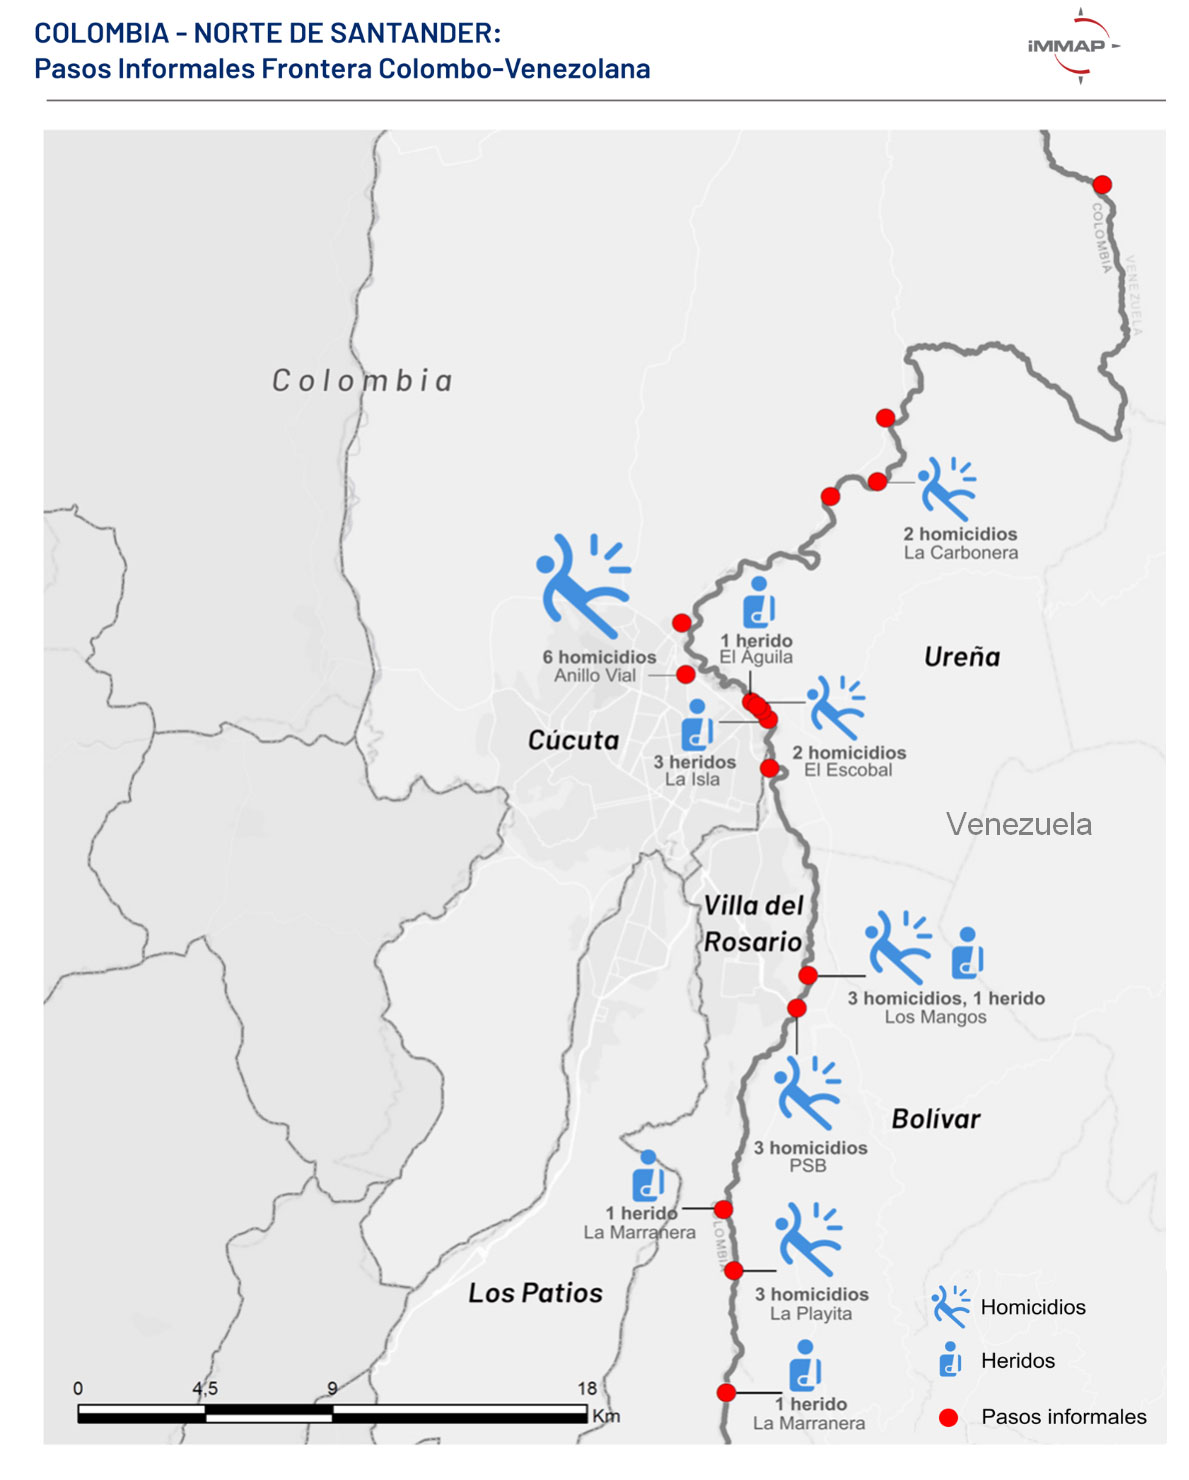 COLOMBIA - NORTE DE SANTANDER:
Pasos Informales Frontera Colombo-Venezolana
iMMAP
COLOMBIA
VENEZUELA
Colombia
2 homicidios
La Carbonera
1 herido
El Águila
6 homicidios
Anillo Vial
Ureña
Cúcuta
3 heridos
La Isla
2 homicidios
El Escobal
Venezuela
Villa del
Rosario
3 homicidios, 1 herido
Los Mangos
Bolívar
3 homicidios
PSB
1 herido
La Marranera
COLOMBIA
3 homicidios
La Playita
Los Patios
1 herido
La Marranera
Homicidios
Heridos
Pasos informales
0 4,5 9 18
Km